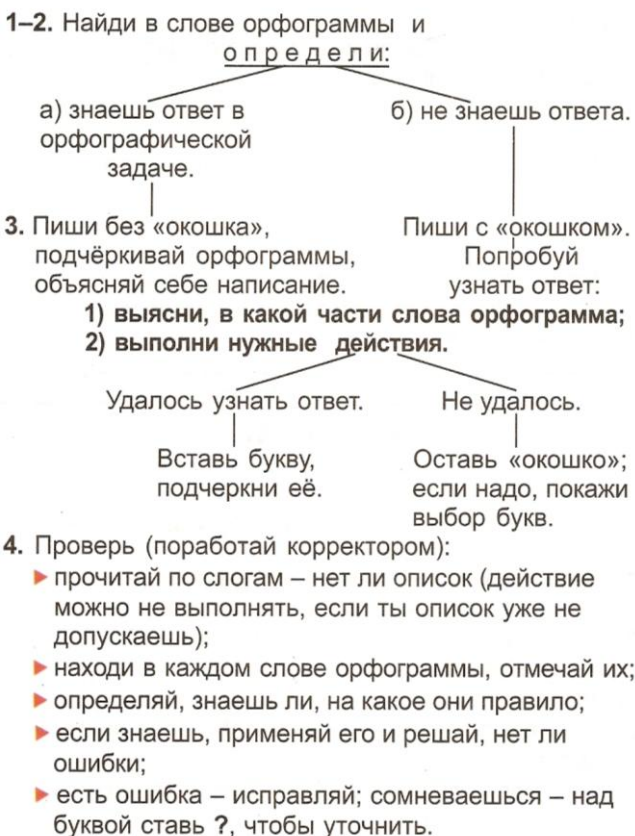 1–2. Найди в слове орфограммы и
определи:
а) знаешь ответ в
орфографической
задаче.
б) не знаешь ответа.
3. Пиши без «окошка»,
подчёркивай орфограммы,
объясняй себе написание.
Пиши с «окошком».
Попробуй
узнать ответ:
1) выясни, в какой части слова орфограмма;
2) выполни нужные действия.
Удалось узнать ответ.
Не удалось.
Вставь букву,
подчеркни её.
Оставь «окошко»;
если надо, покажи
выбор букв.
4. Проверь (поработай корректором):
прочитай по слогам – нет ли описок (действие
можно не выполнять, если ты описок уже не
допускаешь);
находи в каждом слове орфограммы, отмечай их;
определяй, знаешь ли, на какое они правило;
если знаешь, применяй его и решай, нет ли
ошибки;
есть ошибка – исправляй; сомневаешься – над
буквой ставь ?, чтобы уточнить.